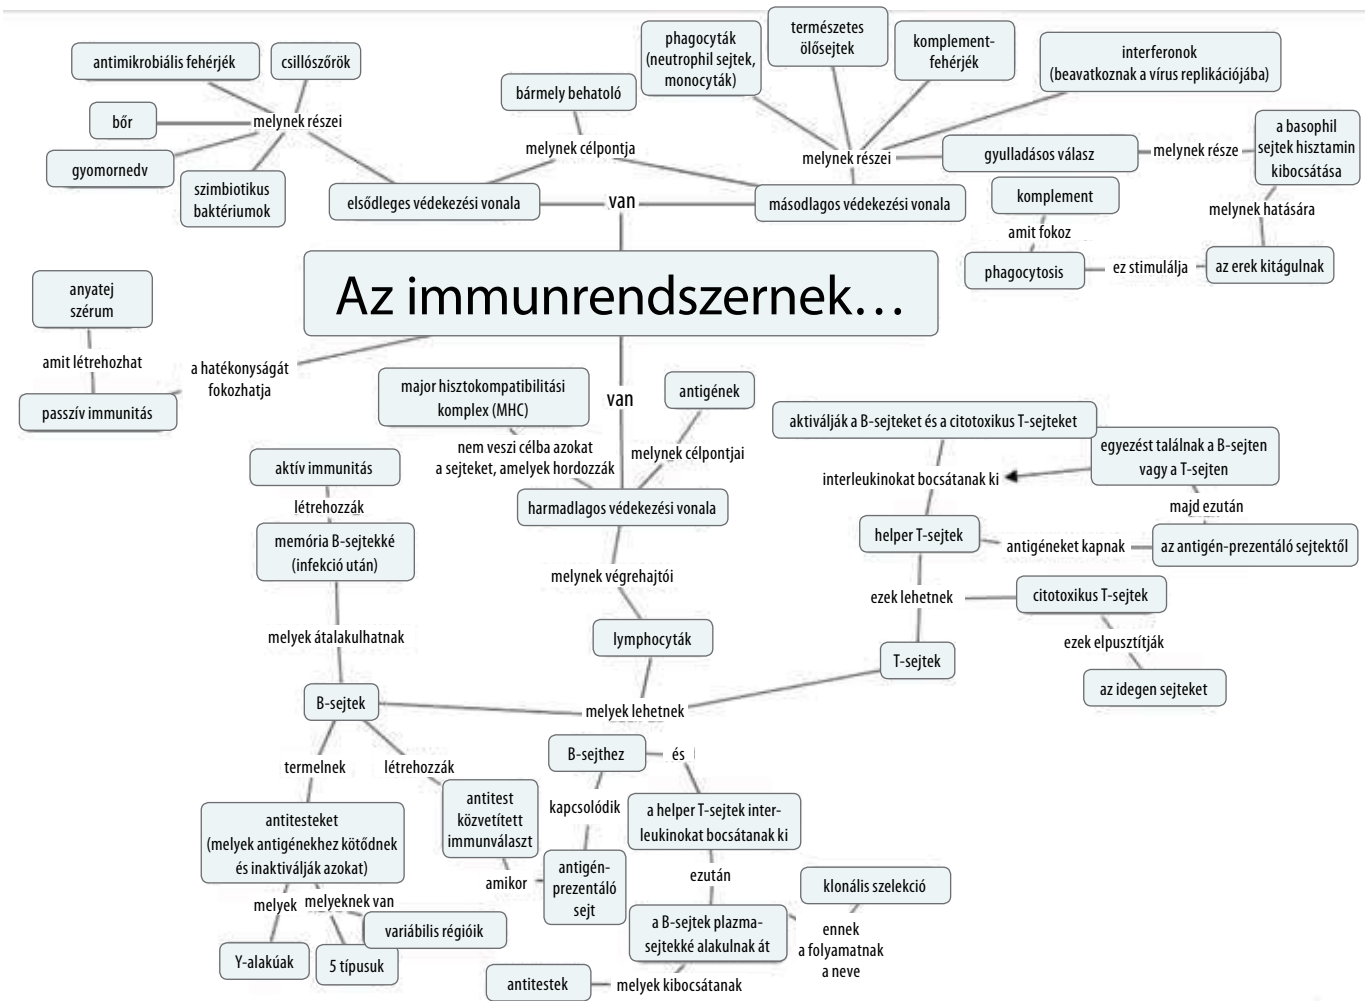 antimikrobiális fehérjék
csillószőrök
bőr
melynek részei
gyomornedv
szimbiotikus
baktériumok
elsődleges védekezési vonala
bármely behatoló
melynek célpontja
van
másodlagos védekezési vonala
phagocyták
(neutrophil sejtek,
monocyták)
természetes
ölősejtek
komplement-
fehérjék
interferonok
(beavatkoznak a vírus replikációjába)
melynek részei
gyulladásos válasz
melynek része
a basophil
sejtek hisztamin
kibocsátása
melynek hatására
az erek kitágulnak
ez stimulálja
phagocytosis
amit fokoz
komplement
Az immunrendszernek…
anyatej
szérum
amit létrehozhat
passzív immunitás
a hatékonyságát
fokozhatja
major hisztokompatibilitási
komplex (MHC)
nem veszi célba azokat
a sejteket, amelyek hordozzák
van
antigének
melynek célpontjai
harmadlagos védekezési vonala
melynek végrehajtói
lymphocyták
melyek lehetnek
aktív immunitás
létrehozzák
memória B-sejtekké
(infekció után)
melyek átalakulhatnak
B-sejtek
aktiválják a B-sejteket és a citotoxikus T-sejteket
egyezést találnak a B-sejten
vagy a T-sejten
interleukinokat bocsátanak ki
majd ezután
helper T-sejtek
antigéneket kapnak
az antigén-prezentáló sejtektől
ezek lehetnek
citotoxikus T-sejtek
ezek elpusztítják
az idegen sejteket
T-sejtek
termelnek
létrehozzák
antitesteket
(melyek antigénekhez kötődnek
és inaktiválják azokat)
melyek
melyeknek van
Y-alakúak
5 típusuk
variábilis régióik
antitest
közvetített
immunválaszt
amikor
antigén-
prezentáló
sejt
kapcsolódik
B-sejthez
és
a helper T-sejtek inter-
leukinokat bocsátanak ki
ezután
a B-sejtek plazma-
sejtekké alakulnak át
klonális szelekció
ennek
a folyamatnak
a neve
melyek kibocsátanak
antitestek